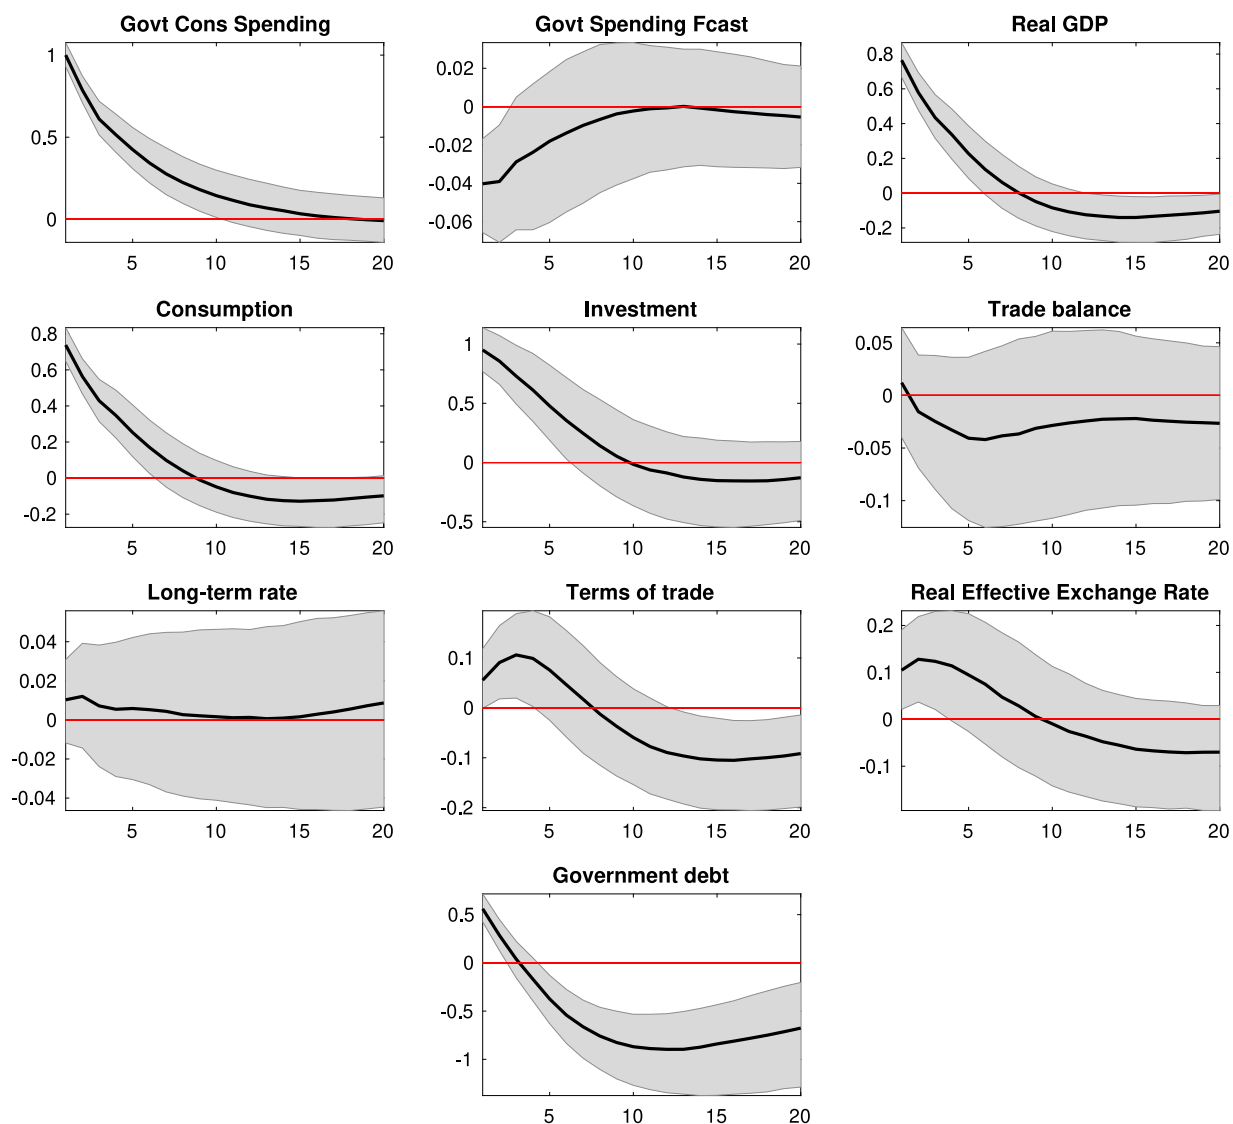 Govt Cons Spending
1
0.5
0
5 10 15 20
Govt Spending Fcast
0.02
0
-0.02
-0.04
-0.06
5 10 15 20
Real GDP
0.8
0.6
0.4
0.2
0
-0.2
5 10 15 20
Consumption
0.8
0.6
0.4
0.2
0
-0.2
5 10 15 20
Investment
1
0.5
0
-0.5
5 10 15 20
Trade balance
0.05
0
-0.05
-0.1
5 10 15 20
Long-term rate
0.04
0.02
0
-0.02
-0.04
5 10 15 20
Terms of trade
0.1
0
-0.1
-0.2
5 10 15 20
Real Effective Exchange Rate
0.2
0.1
0
-0.1
5 10 15 20
Government debt
0.5
0
-0.5
-1
5 10 15 20